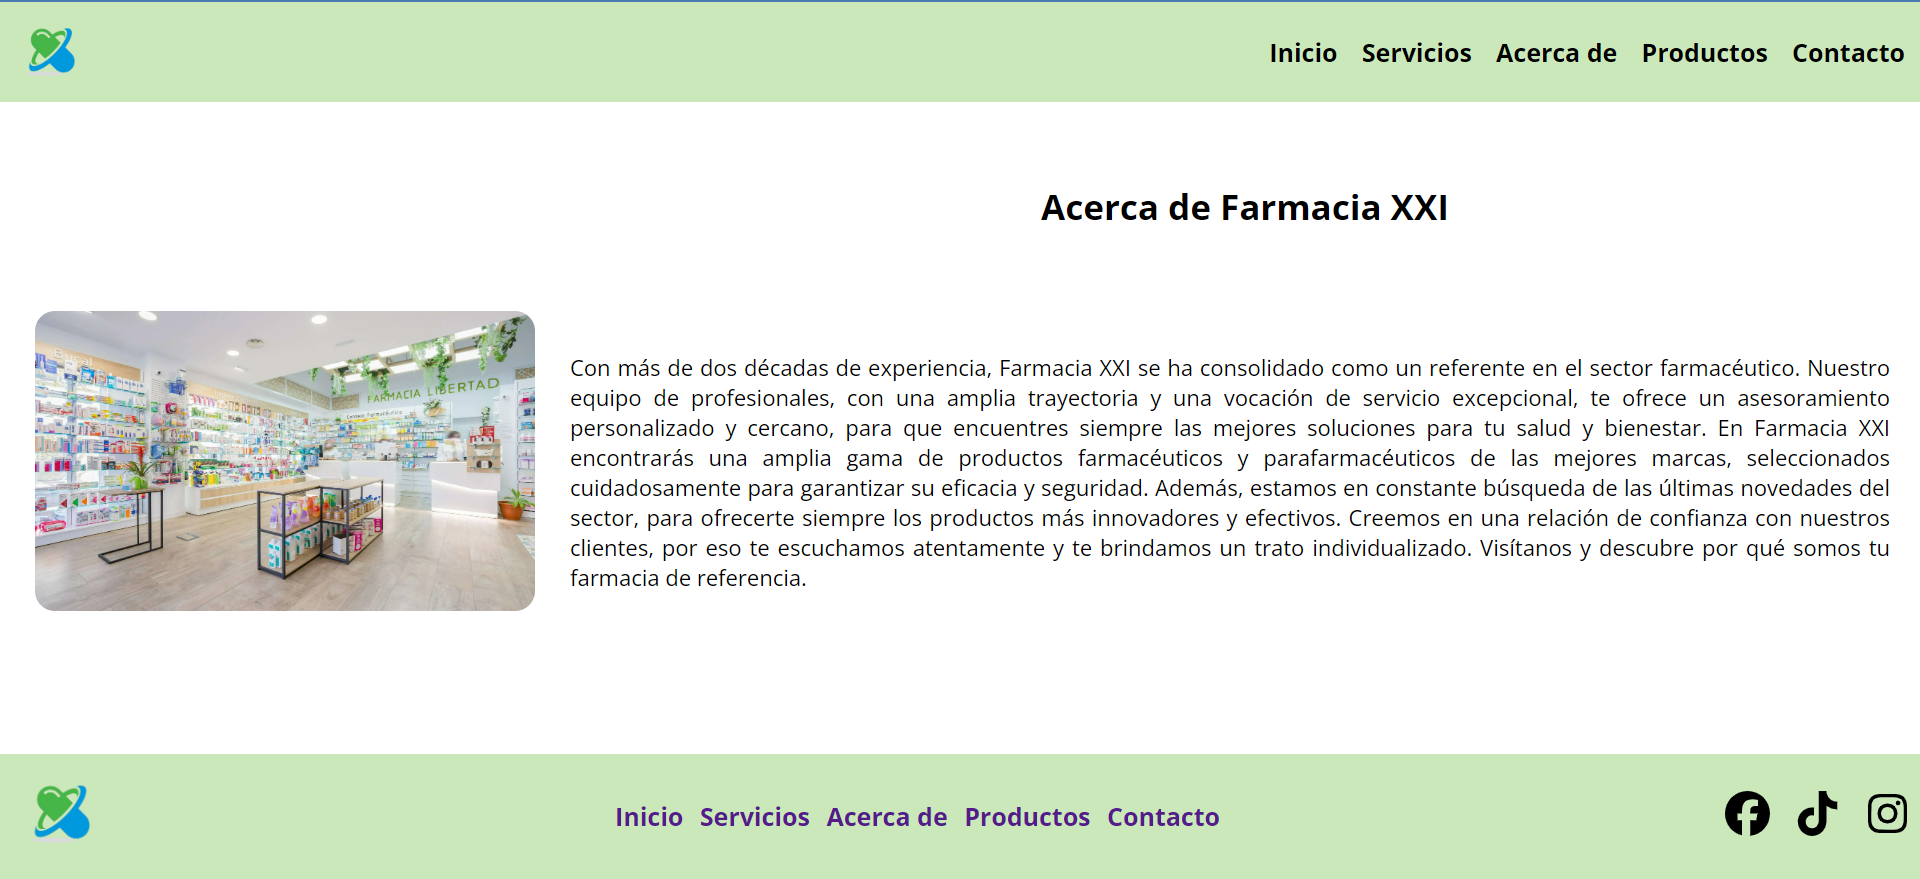 Inicio Servicios Acerca de Productos Contacto
Acerca de Farmacia XXI
FARMACIA LIBERTAD
Consejo Farmacéutico
Con más de dos décadas de experiencia, Farmacia XXI se ha consolidado como un referente en el sector farmacéutico. Nuestro
equipo de profesionales, con una amplia trayectoria y una vocación de servicio excepcional, te ofrece un asesoramiento
personalizado y cercano, para que encuentres siempre las mejores soluciones para tu salud y bienestar. En Farmacia XXI
encontrarás una amplia gama de productos farmacéuticos y parafarmacéuticos de las mejores marcas, seleccionados
cuidadosamente para garantizar su eficacia y seguridad. Además, estamos en constante búsqueda de las últimas novedades del
sector, para ofrecerte siempre los productos más innovadores y efectivos. Creemos en una relación de confianza con nuestros
clientes, por eso te escuchamos atentamente y te brindamos un trato individualizado. Visítanos y descubre por qué somos tu
farmacia de referencia.
Inicio Servicios Acerca de Productos Contacto